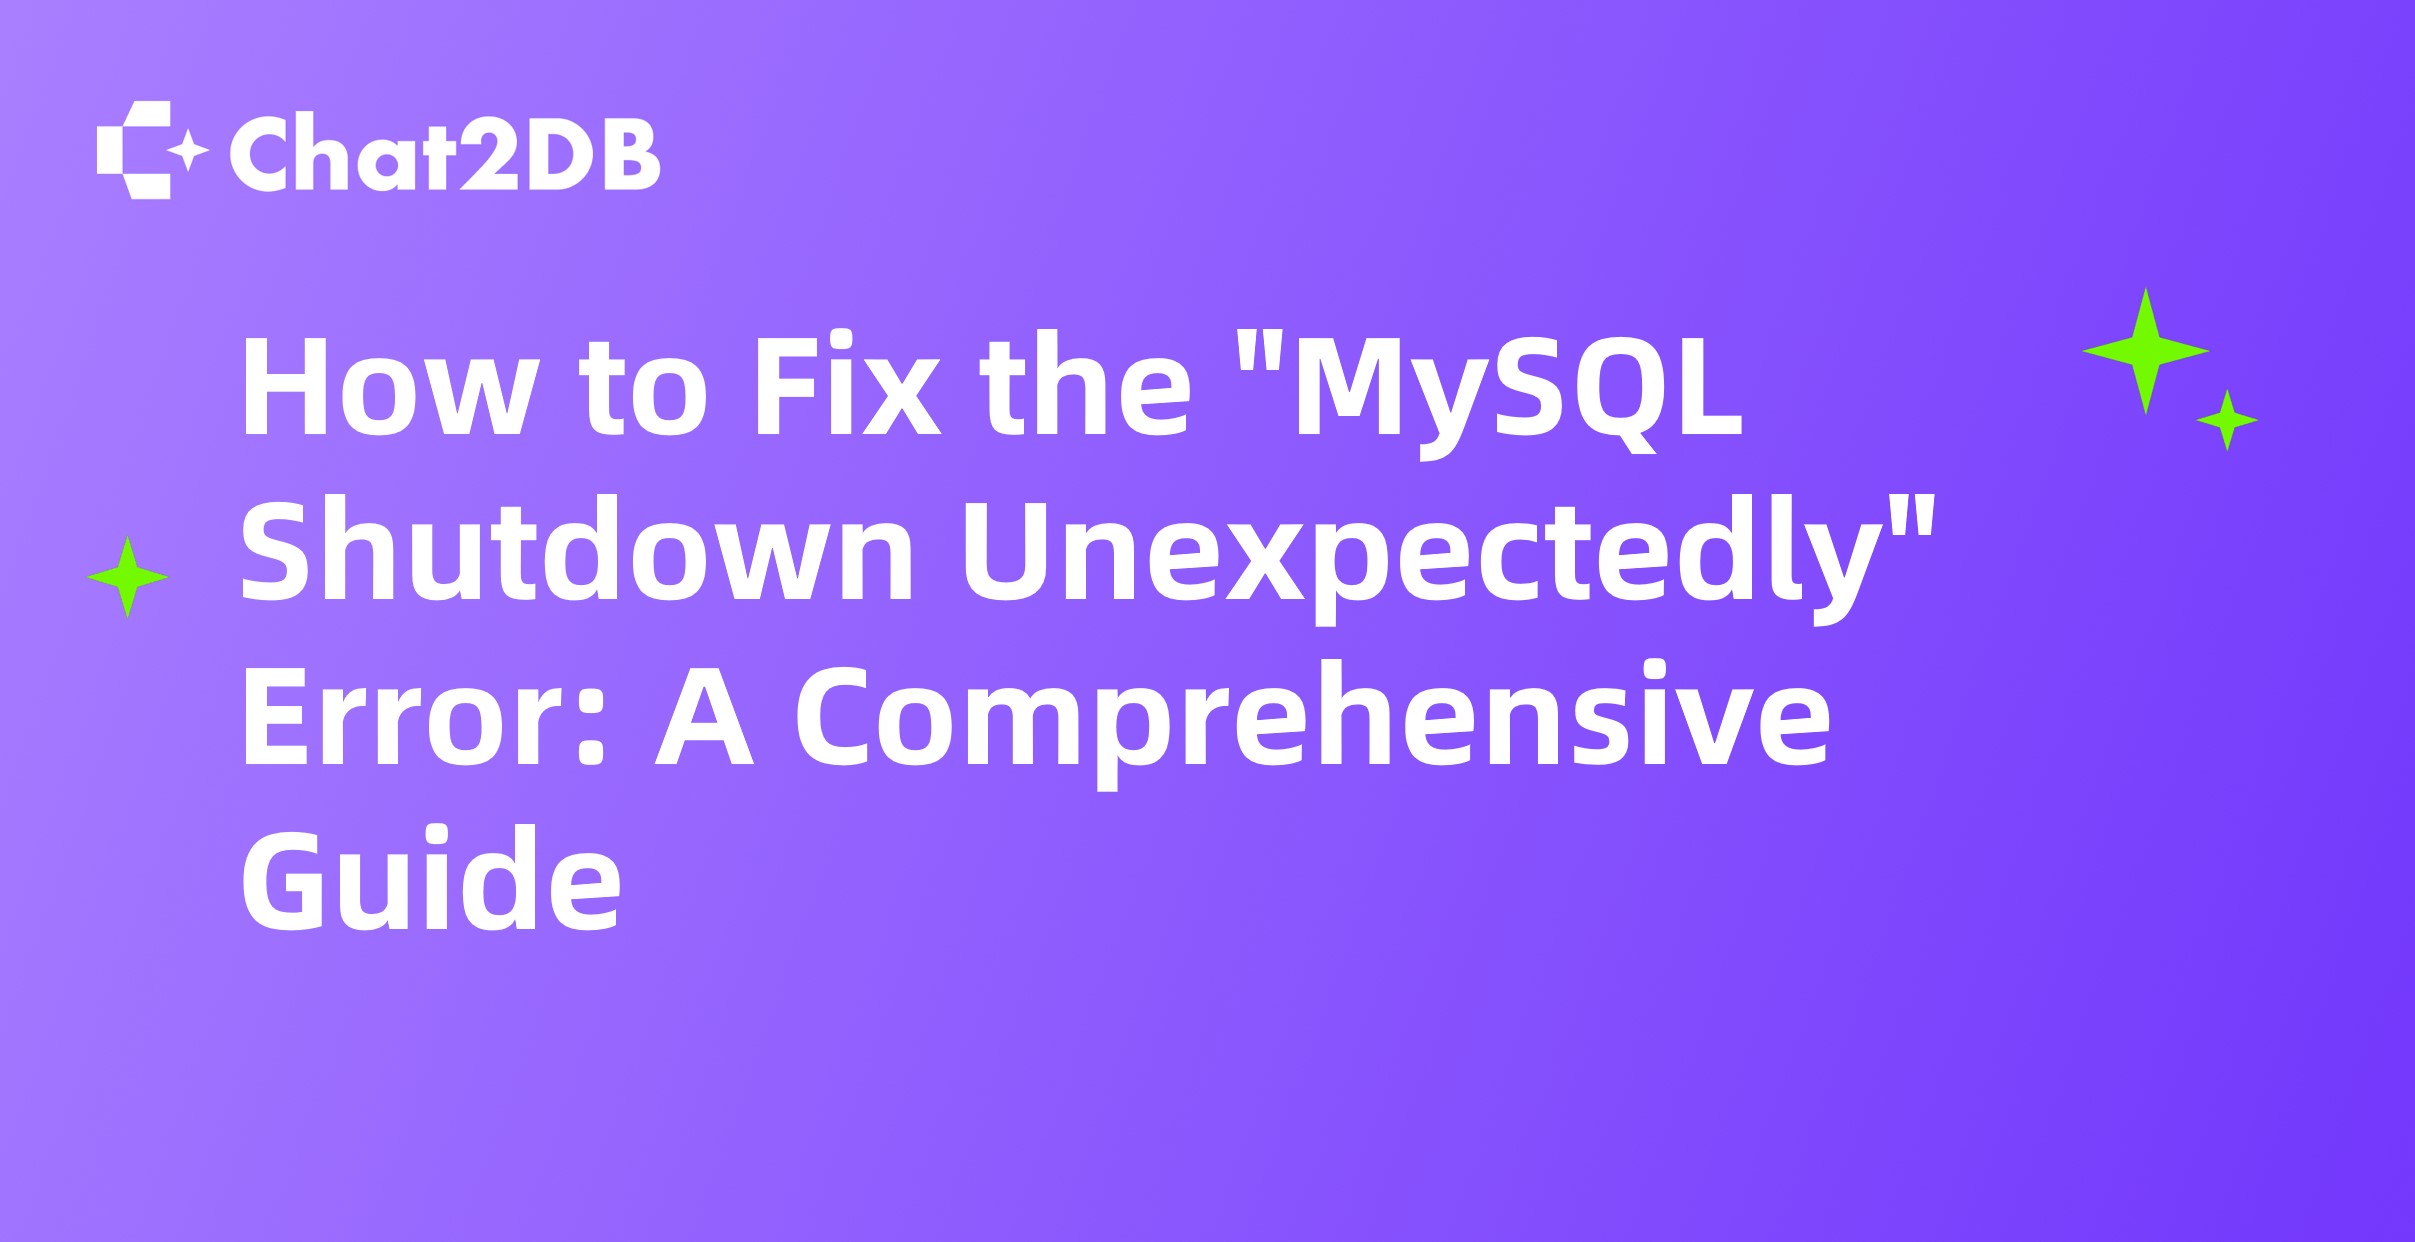 Chat2DB
How to Fix the "MySQL
Shutdown Unexpectedly"
Error: A Comprehensive
Guide